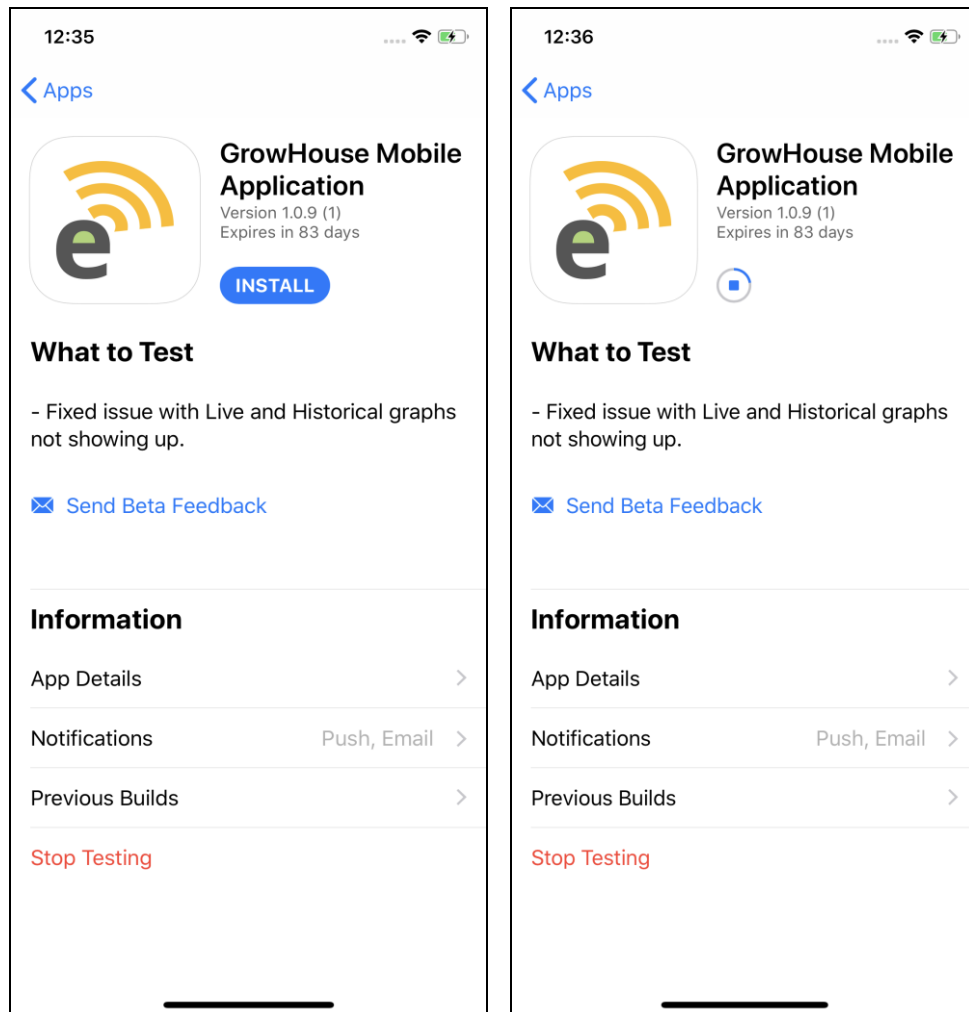 12:35
Apps
e
GrowHouse Mobile
Application
Version 1.0.9 (1)
Expires in 83 days
INSTALL
What to Test
- Fixed issue with Live and Historical graphs
not showing up.
Send Beta Feedback
Information
App Details
Notifications Push, Email
Previous Builds
Stop Testing
12:36
Apps
e
GrowHouse Mobile
Application
Version 1.0.9 (1)
Expires in 83 days
What to Test
- Fixed issue with Live and Historical graphs
not showing up.
Send Beta Feedback
Information
App Details
Notifications Push, Email
Previous Builds
Stop Testing